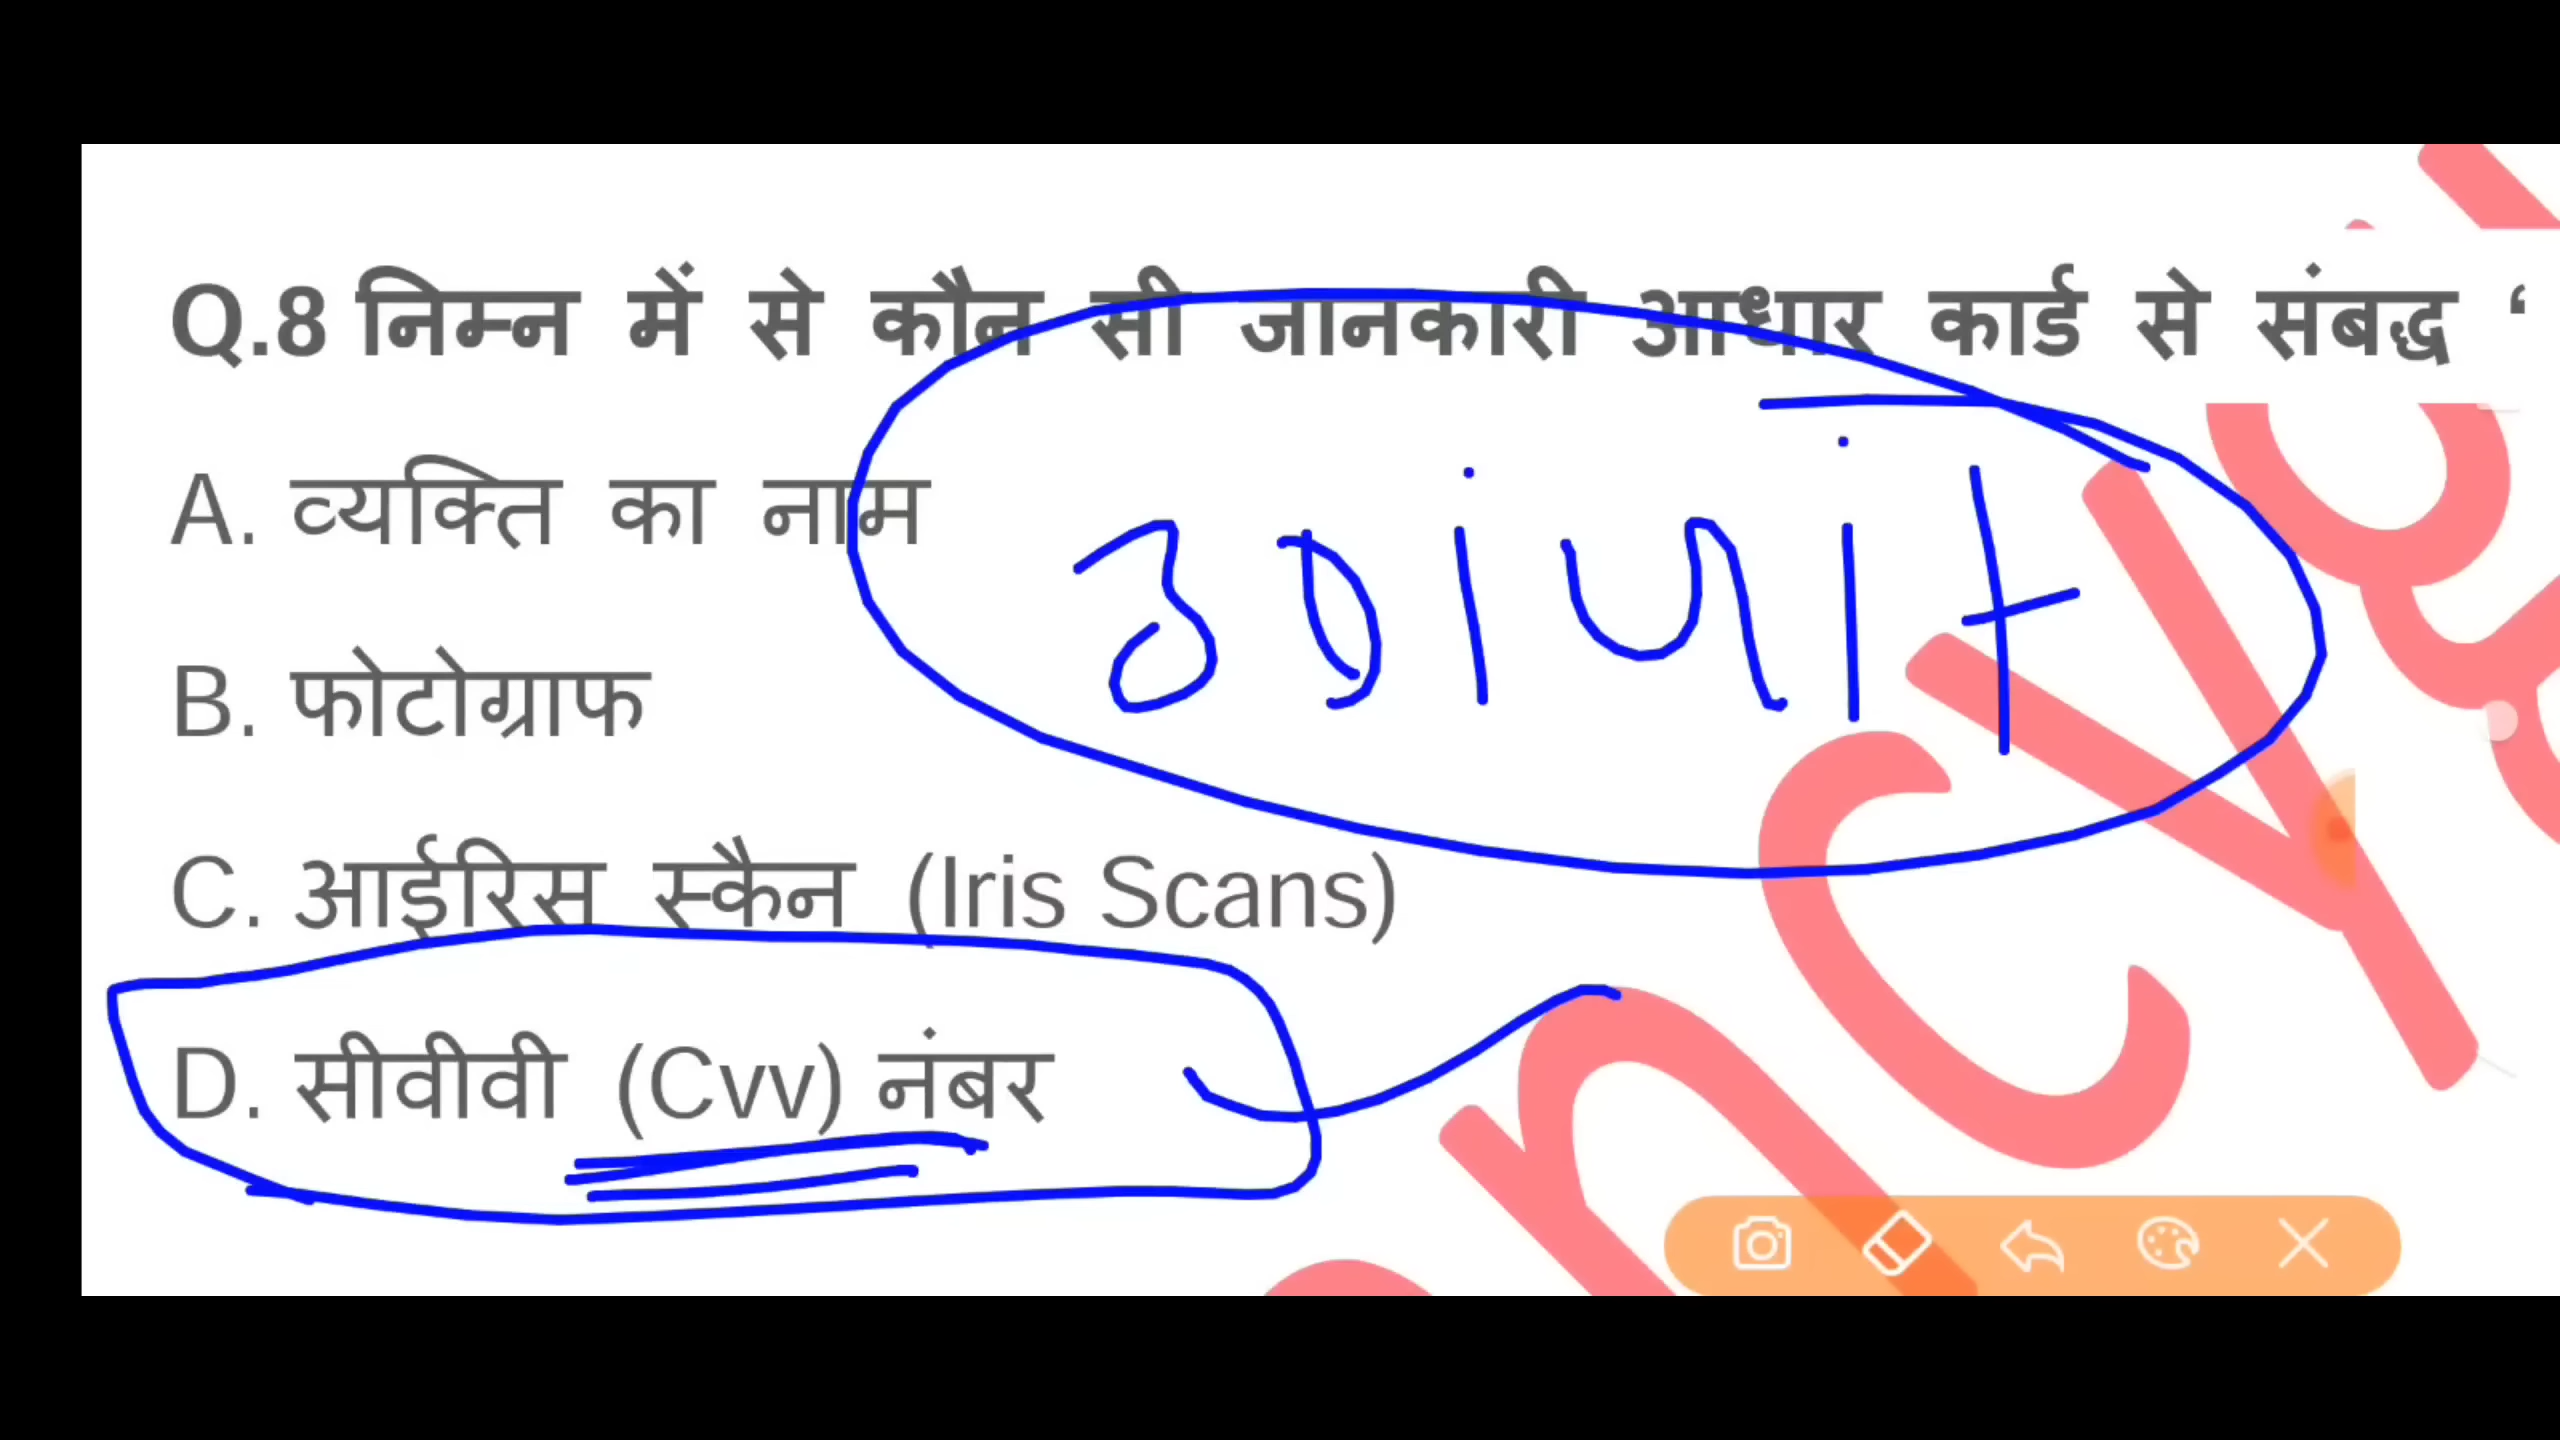 Q.8 निम्न में से कौन सी जानकारी आधार कार्ड से संबद्ध ‘
A. व्यक्ति का नाम
B. फोटोग्राफ
C. आईरिस स्कैन (Iris Scans)
D. सीवीवी (Cvv) नंबर